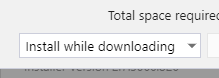 Total space required
Install while downloading